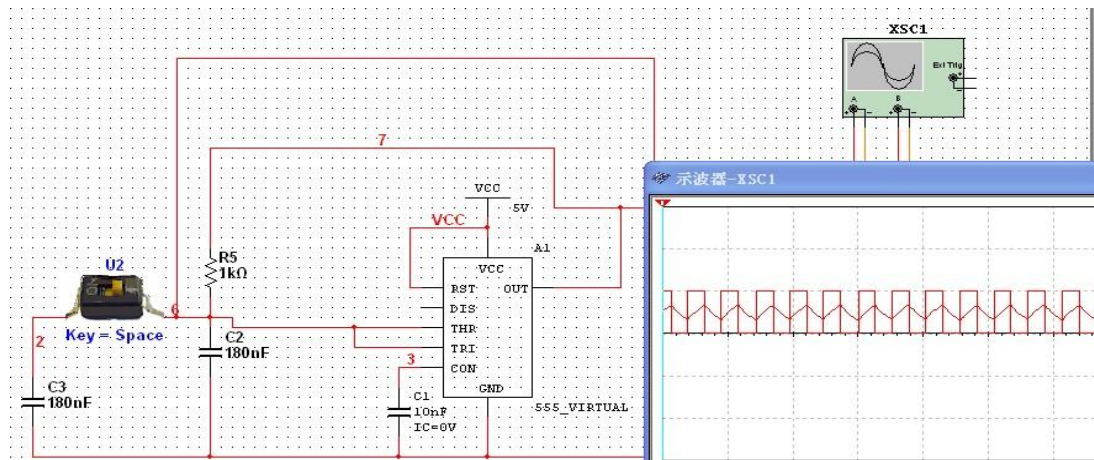 XSC1
Ext Trig
A
B
7
VCC
5V
VCC
A1
VCC
RST
OUT
DIS
THR
TRI
CON
GND
555_VIRTUAL
R5
1kΩ
U2
Key = Space
6
2
C2
180nF
C3
180nF
3
C1
10nF
IC=0V
示波器-XSC1
1